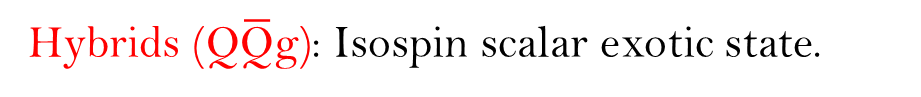 Hybrids (QQ̅g): Isospin scalar exotic state.